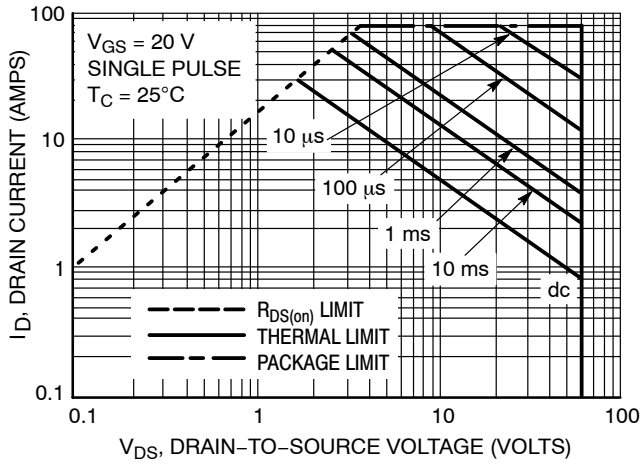 100
V_GS = 20 V
SINGLE PULSE
T_C = 25°C
10
10 µs
100 µs
1 ms
10 ms
1
dc
R_DS(on) LIMIT
THERMAL LIMIT
PACKAGE LIMIT
0.1
0.1
1
10
100
I_D, DRAIN CURRENT (AMPS)
V_DS, DRAIN−TO−SOURCE VOLTAGE (VOLTS)